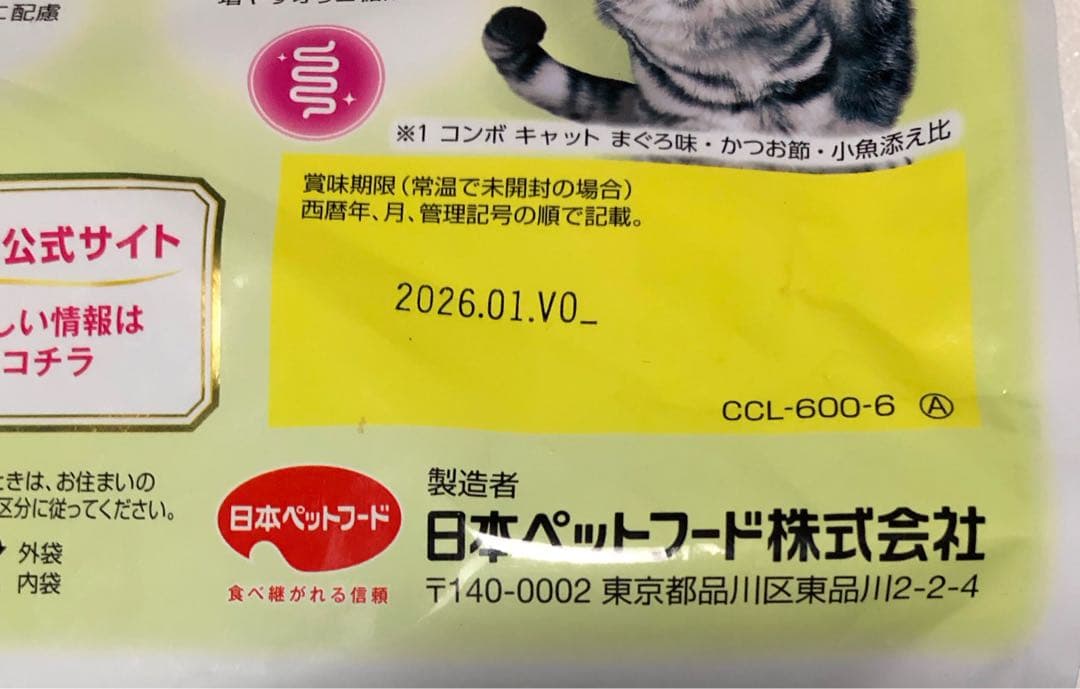 に配慮
※1 コンボ キャット まぐろ味・かつお節・小魚添え比
賞味期限（常温で未開封の場合）
西暦年、月、管理記号の順で記載。
公式サイト
しい情報は
コチラ
2026.01.V0_
CCL-600-6 Ⓐ
ときは、お住まいの
区分に従ってください。
外袋
内袋
日本ペットフード
食べ継がれる信頼
製造者
日本ペットフード株式会社
〒140-0002 東京都品川区東品川2-2-4